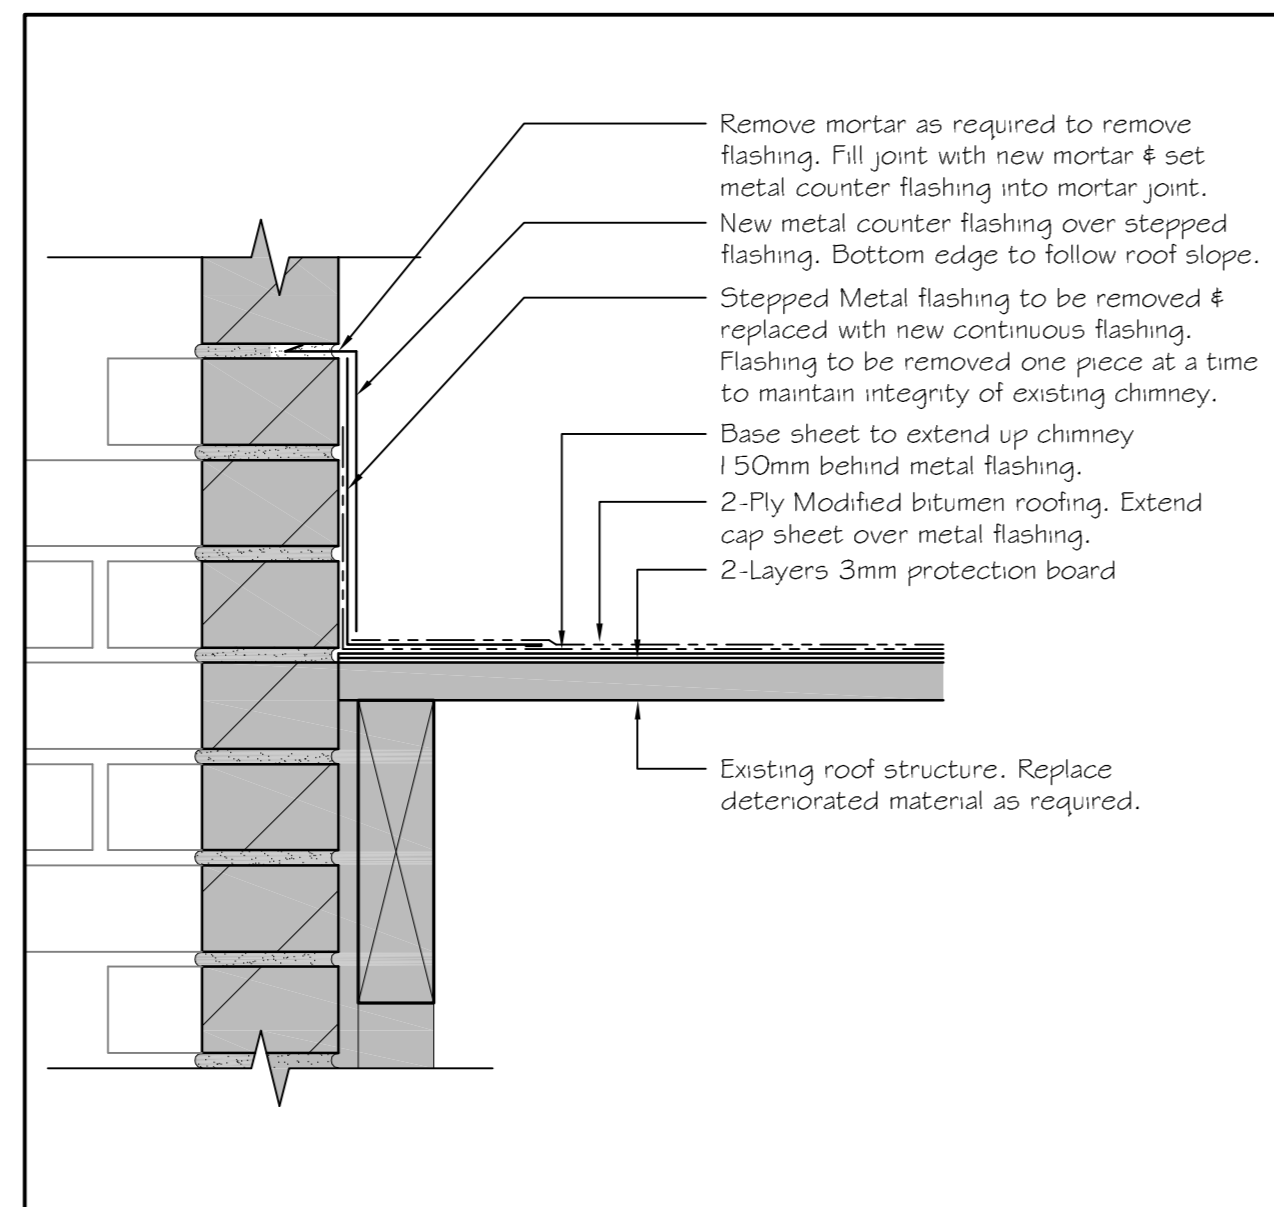 Remove mortar as required to remove
flashing. Fill joint with new mortar & set
metal counter flashing into mortar joint.
New metal counter flashing over stepped
flashing. Bottom edge to follow roof slope.
Stepped Metal flashing to be removed &
replaced with new continuous flashing.
Flashing to be removed one piece at a time
to maintain integrity of existing chimney.
Base sheet to extend up chimney
150mm behind metal flashing.
2-Ply Modified bitumen roofing. Extend
cap sheet over metal flashing.
2-Layers 3mm protection board
Existing roof structure. Replace
deteriorated material as required.